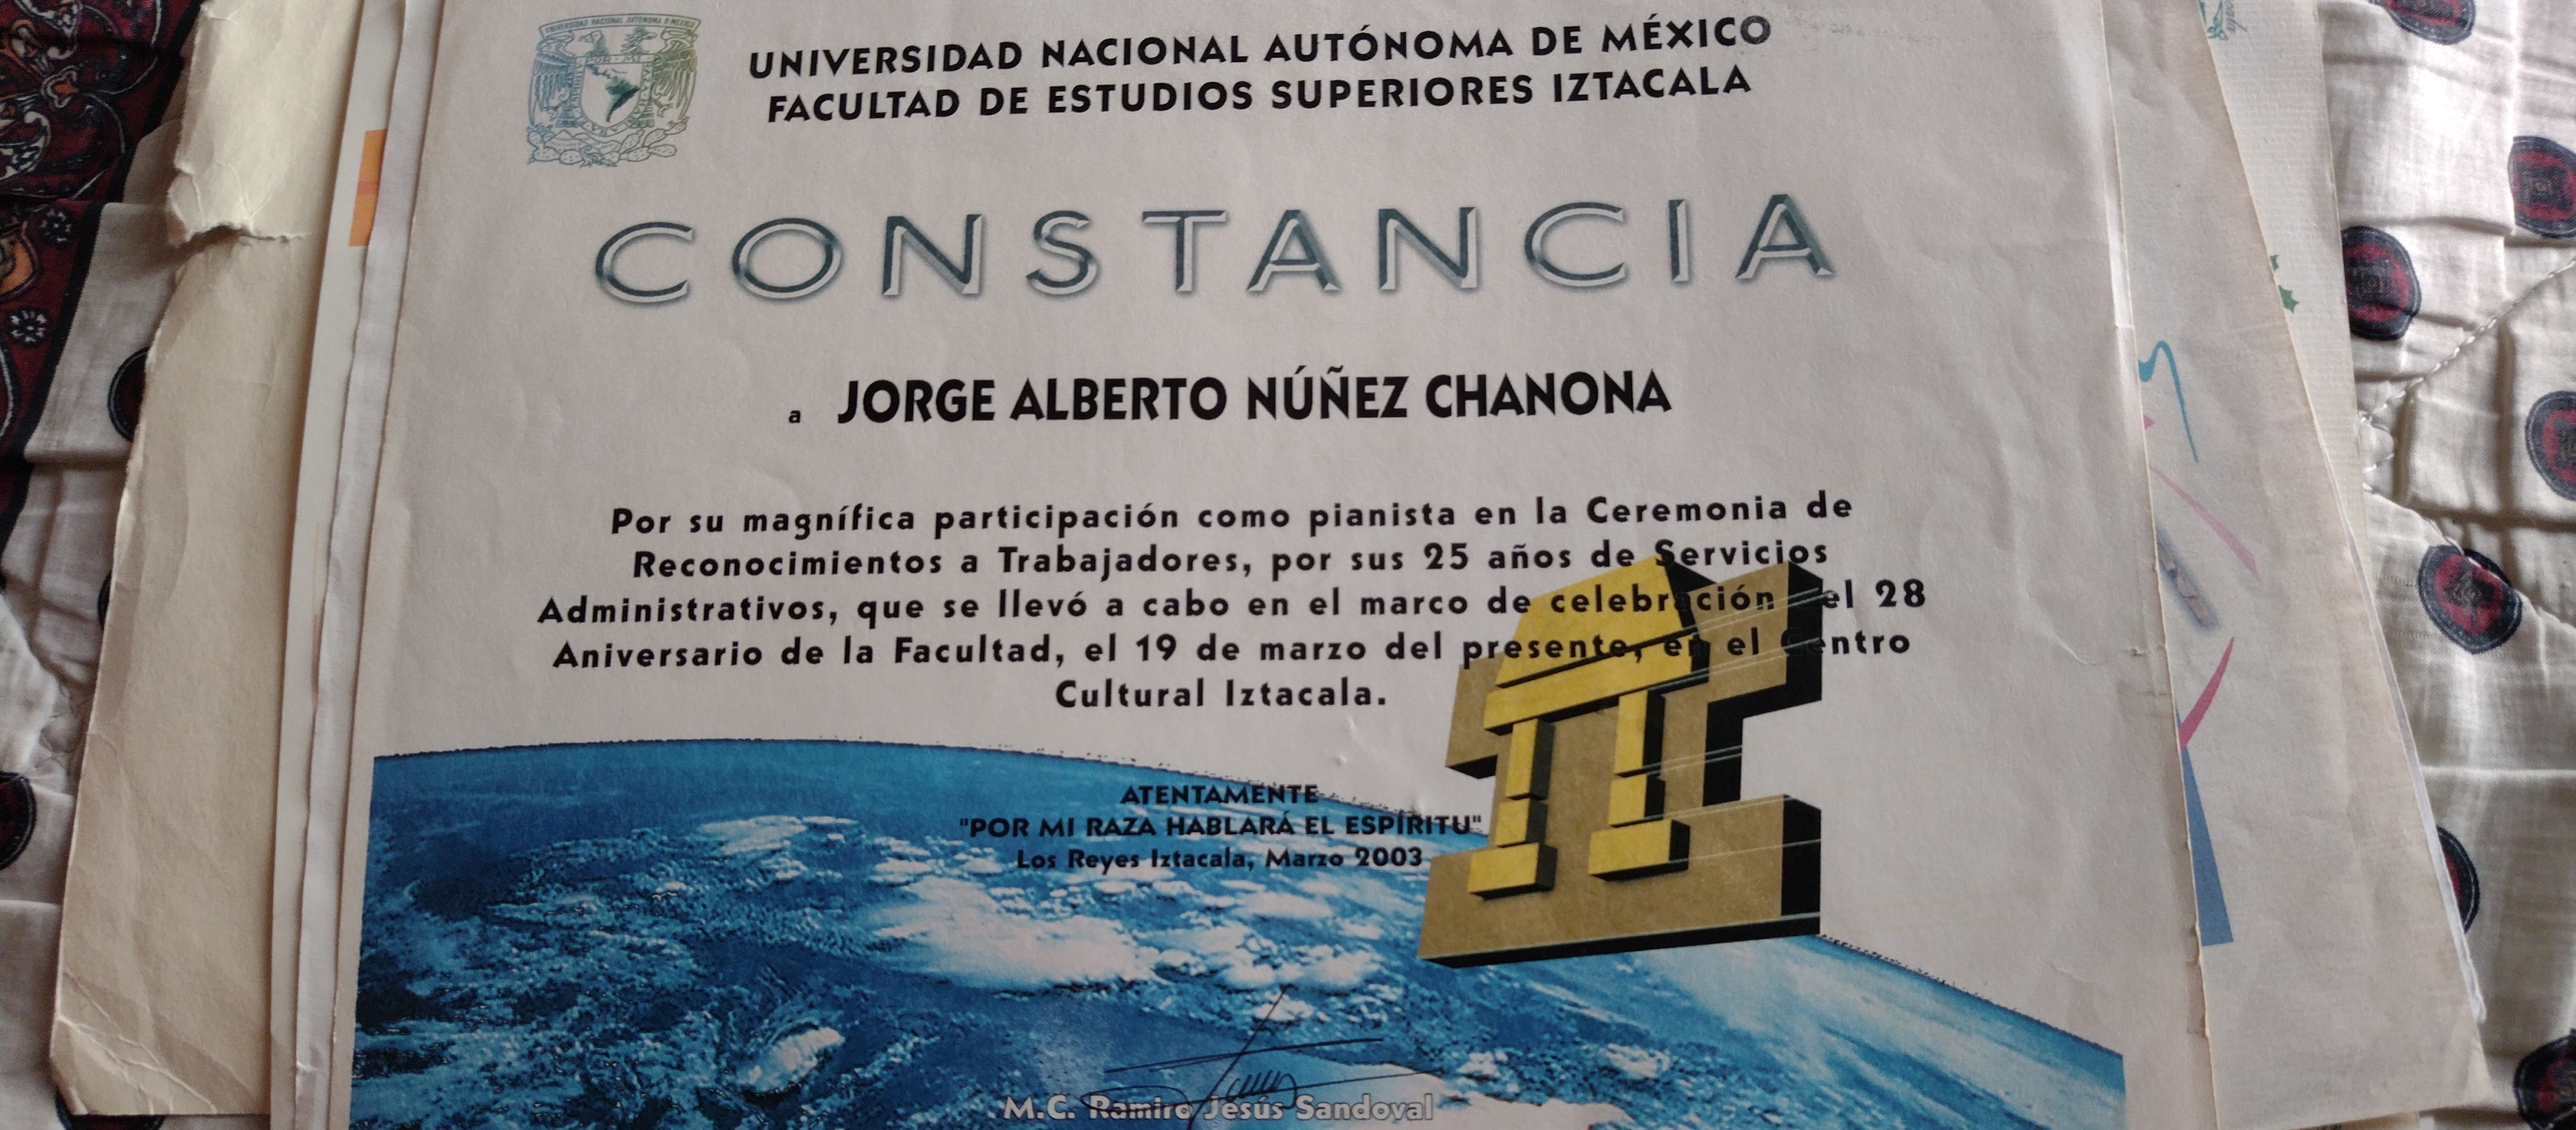 UNIVERSIDAD NACIONAL AUTÓNOMA DE MÉXICO
FACULTAD DE ESTUDIOS SUPERIORES IZTACALA
CONSTANCIA
a JORGE ALBERTO NÚÑEZ CHANONA
Por su magnífica participación como pianista en la Ceremonia de
Reconocimientos a Trabajadores, por sus 25 años de Servicios
Administrativos, que se llevó a cabo en el marco de celebración del 28
Aniversario de la Facultad, el 19 de marzo del presente, en el Centro
Cultural Iztacala.
ATENTAMENTE
"POR MI RAZA HABLARÁ EL ESPÍRITU"
Los Reyes Iztacala, Marzo 2003
M.C. Ramiro Jesús Sandoval